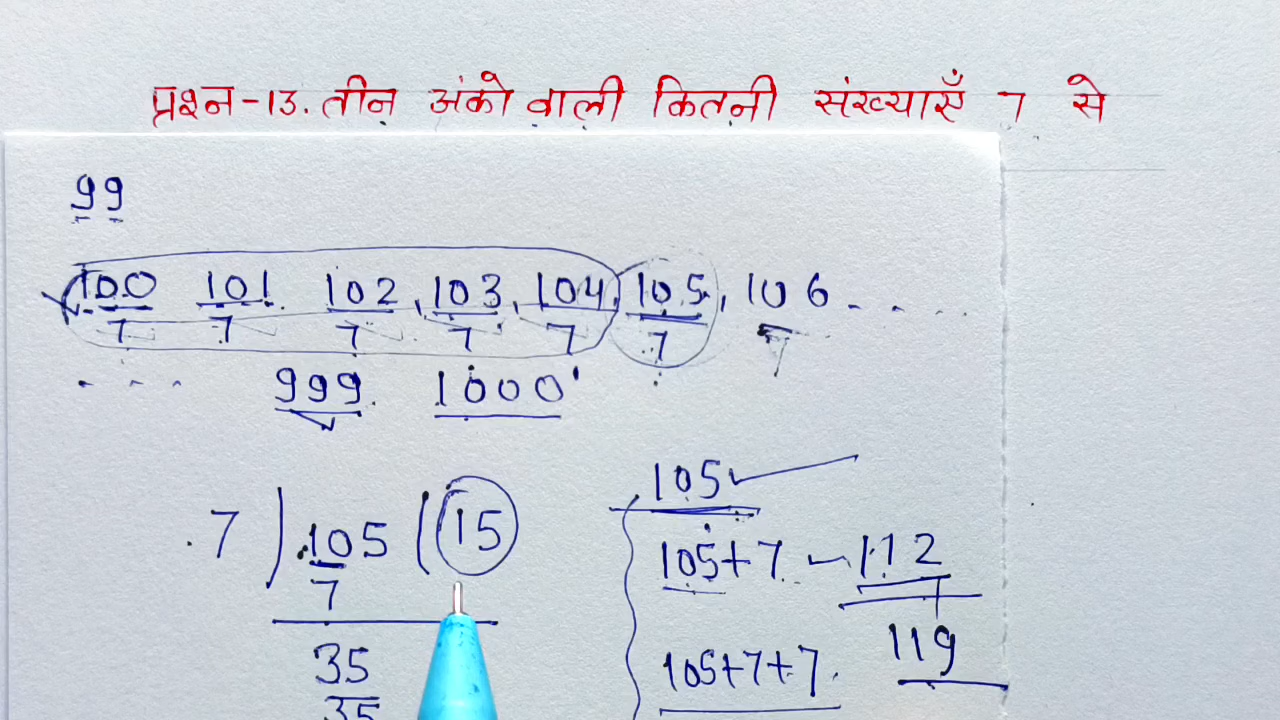 प्रश्न-13. तीन अंको वाली कितनी संख्याएँ 7 से
99
100 101 102, 103, 104, 105, 106 - - - -
7 7 7 7 7 7 7
- - - 999. 1000
7 ) 105 ( 15
7
35
35
105
105+7 - 112
105+7+7. 119